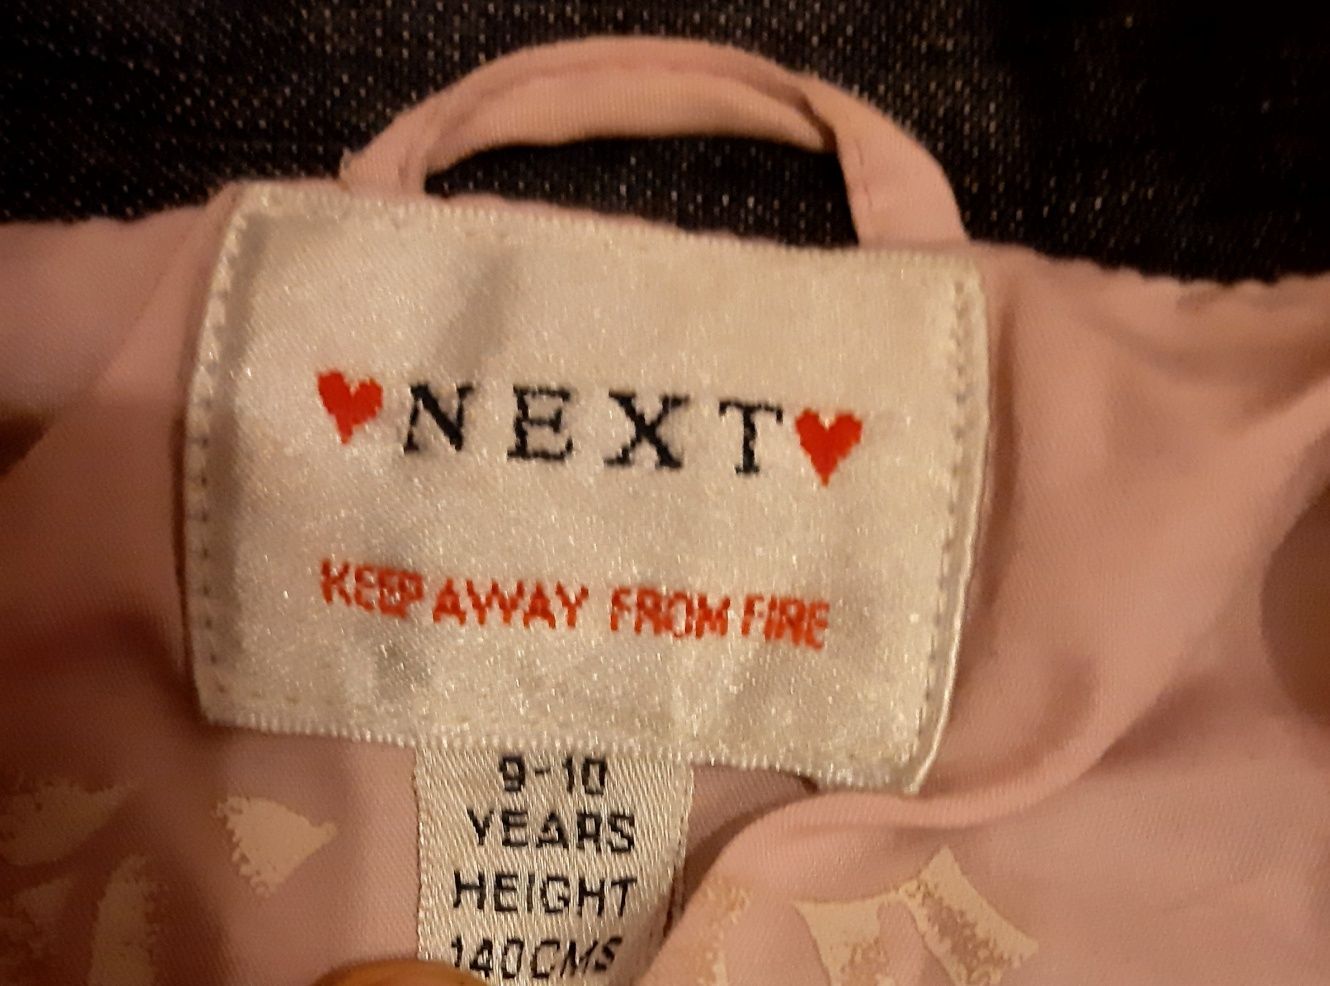 NEXT
KEEP AWAY FROM FIRE
9-10
YEARS
HEIGHT
140CMS